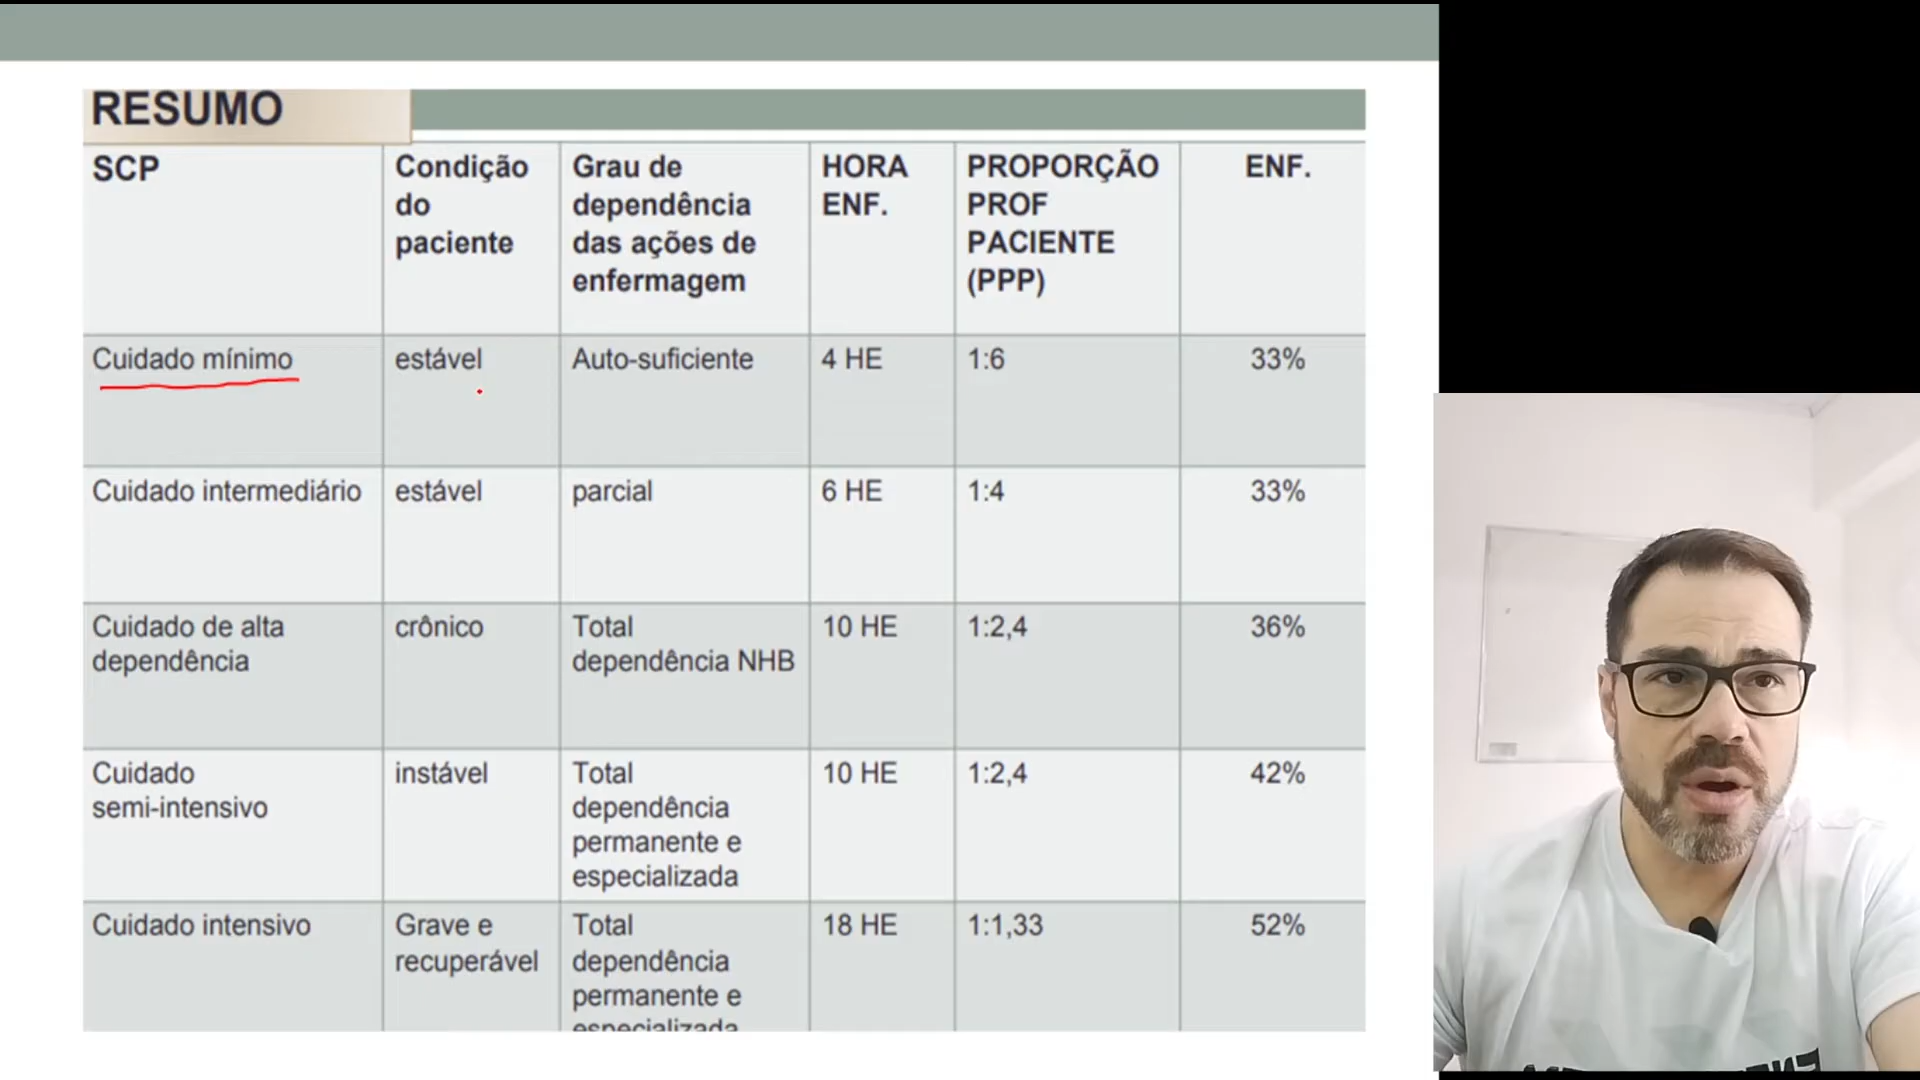 RESUMO
SCP
Condição
do
paciente
Grau de
dependência
das ações de
enfermagem
HORA
ENF.
PROPORÇÃO
PROF
PACIENTE
(PPP)
ENF.
Cuidado mínimo
estável
Auto-suficiente
4 HE
1:6
33%
Cuidado intermediário
estável
parcial
6 HE
1:4
33%
Cuidado de alta
dependência
crônico
Total
dependência NHB
10 HE
1:2,4
36%
Cuidado
semi-intensivo
instável
Total
dependência
permanente e
especializada
10 HE
1:2,4
42%
Cuidado intensivo
Grave e
recuperável
Total
dependência
permanente e
especializada
18 HE
1:1,33
52%